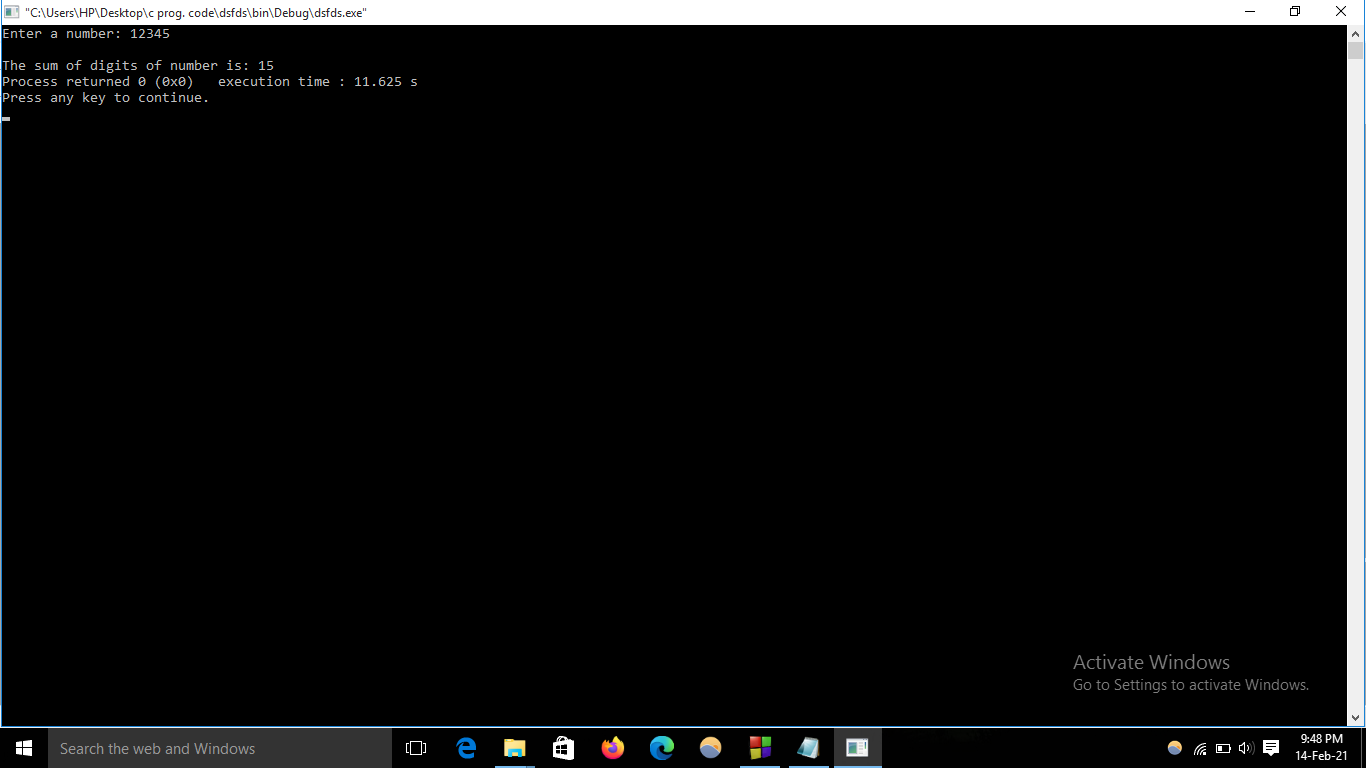 "C:\Users\HP\Desktop\c prog. code\dsfds\bin\Debug\dsfds.exe"
Enter a number: 12345
The sum of digits of number is: 15
Process returned 0 (0x0)   execution time : 11.625 s
Press any key to continue.
Activate Windows
Go to Settings to activate Windows.
Search the web and Windows
9:48 PM
14-Feb-21